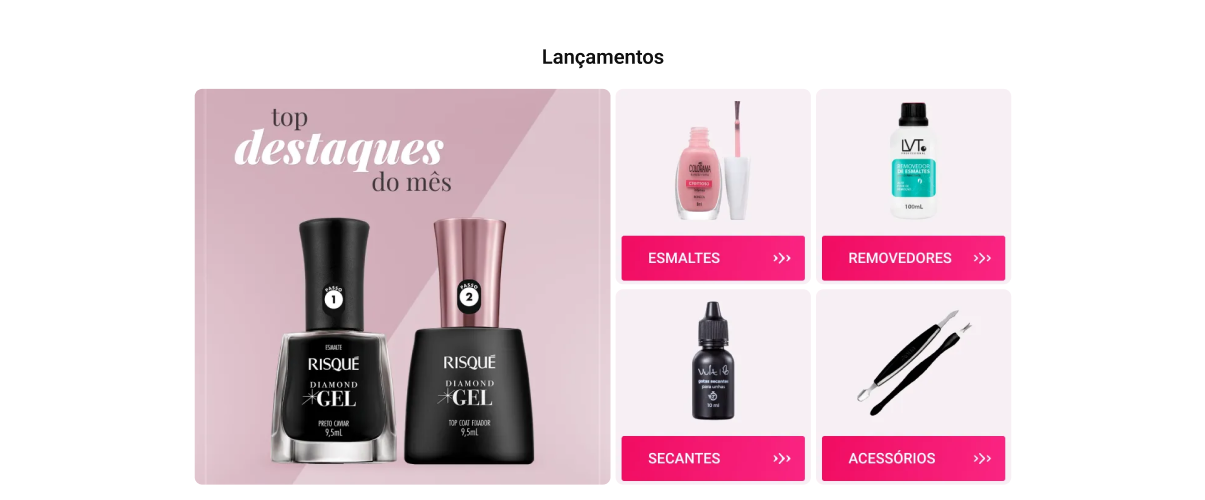 Lançamentos
top
destaques
do mês
PASSO
1
PASSO
2
ESMALTE
RISQUÉ
DIAMOND
GEL
PRETO CAVIAR
9,5mL
RISQUÉ
DIAMOND
GEL
TOP COAT FIXADOR
9,5mL
COLORAMA
CREMOSO
ESMALTES
LVT
REMOVEDOR
DE ESMALTES
100mL
REMOVEDORES
Vult
gotas secantes
para unhas
10 ml
SECANTES
ACESSÓRIOS